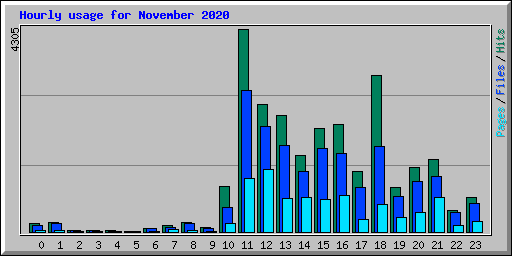 Hourly usage for November 2020
4305
Pages/Files/Hits
0 1 2 3 4 5 6 7 8 9 10 11 12 13 14 15 16 17 18 19 20 21 22 23